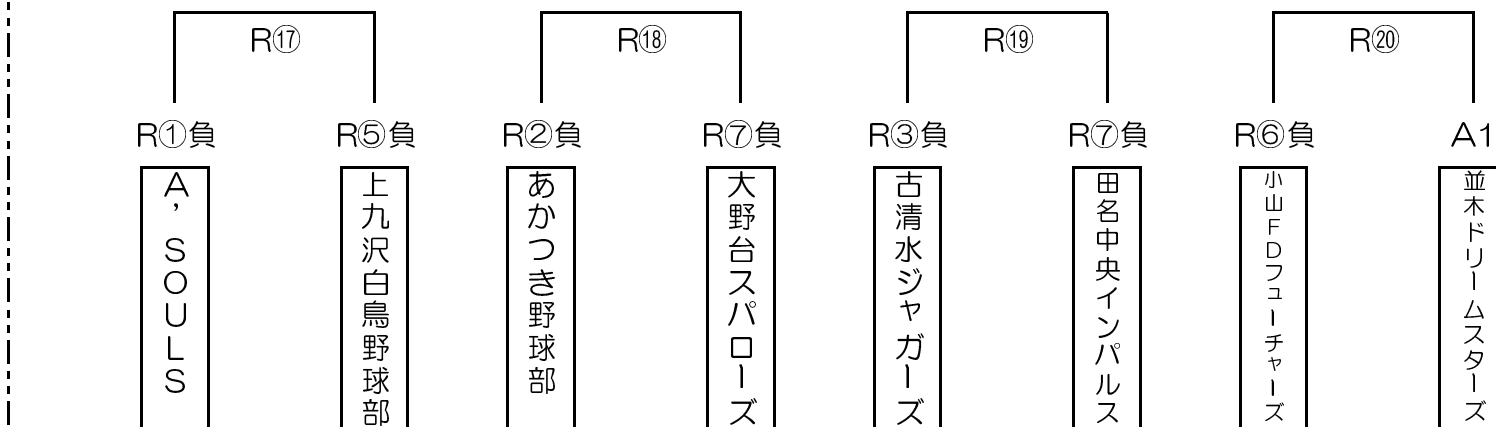 R⑰ R⑱ R⑲ R⑳
R①負 R⑤負 R②負 R⑦負 R③負 R⑦負 R⑥負 A1
A’SOULS
上九沢白鳥野球部
あかつき野球部
大野台スパローズ
古清水ジャガーズ
田名中央インパルス
小山FDフューチャーズ
並木ドリームスターズ